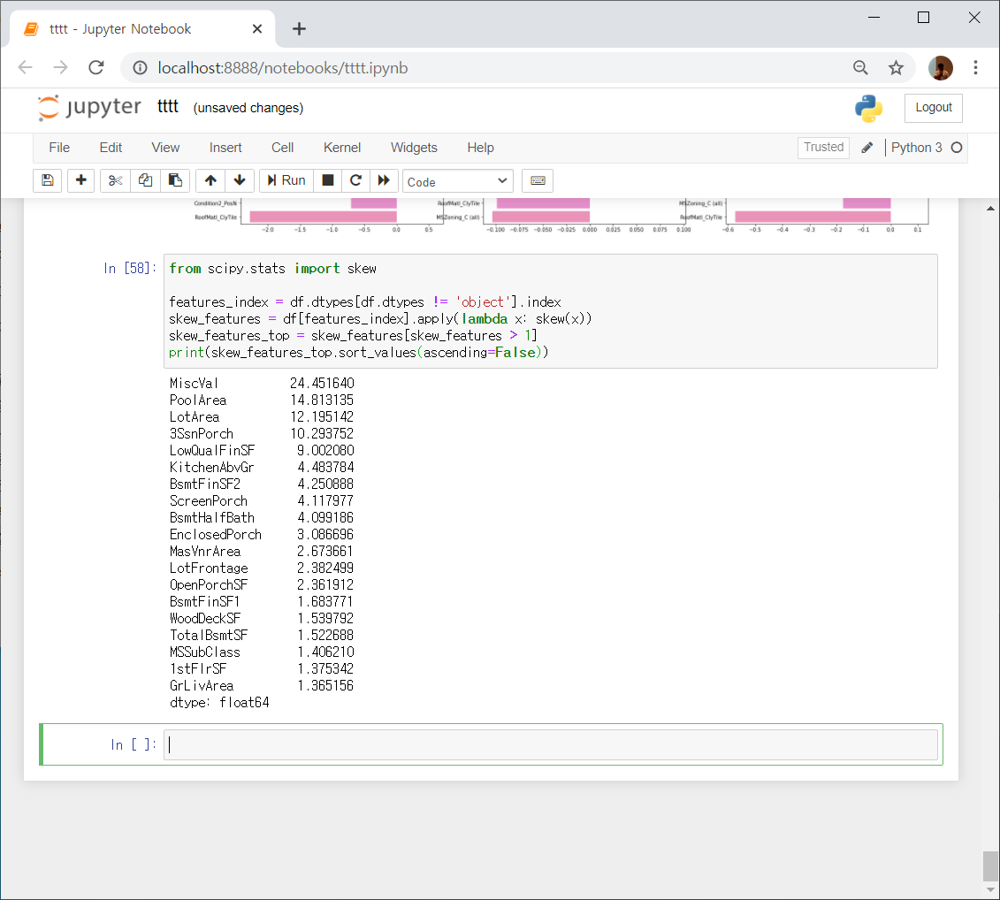 tttt - Jupyter Notebook
localhost:8888/notebooks/tttt.ipynb
jupyter tttt (unsaved changes)
Logout
File Edit View Insert Cell Kernel Widgets Help
Trusted Python 3
Run Code
Condition2_PosN RoofMatl_ClyTile MSZoning_C (all)
RoofMatl_ClyTile MSZoning_C (all) RoofMatl_ClyTile
-2.0 -1.5 -1.0 -0.5 0.0 0.5 -0.100 -0.075 -0.050 -0.025 0.000 0.025 0.050 0.075 0.100 -0.6 -0.5 -0.4 -0.3 -0.2 -0.1 0.0 0.1
In [58]: from scipy.stats import skew
features_index = df.dtypes[df.dtypes != 'object'].index
skew_features = df[features_index].apply(lambda x: skew(x))
skew_features_top = skew_features[skew_features > 1]
print(skew_features_top.sort_values(ascending=False))
MiscVal 24.451640
PoolArea 14.813135
LotArea 12.195142
3SsnPorch 10.293752
LowQualFinSF 9.002080
KitchenAbvGr 4.483784
BsmtFinSF2 4.250888
ScreenPorch 4.117977
BsmtHalfBath 4.099186
EnclosedPorch 3.086696
MasVnrArea 2.673661
LotFrontage 2.382499
OpenPorchSF 2.361912
BsmtFinSF1 1.683771
WoodDeckSF 1.539792
TotalBsmtSF 1.522688
MSSubClass 1.406210
1stFlrSF 1.375342
GrLivArea 1.365156
dtype: float64
In [ ]: